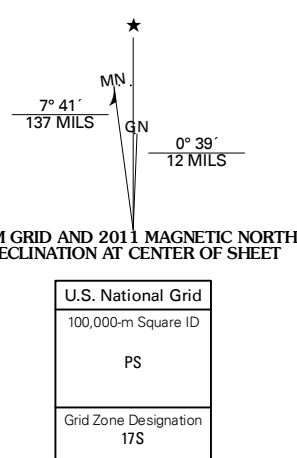 ★
MN
7° 41´
137 MILS
GN
0° 39´
12 MILS
GRID AND 2011 MAGNETIC NORTH
AT CENTER OF SHEET
U.S. National Grid
100,000-m Square ID
PS
Grid Zone Designation
17S